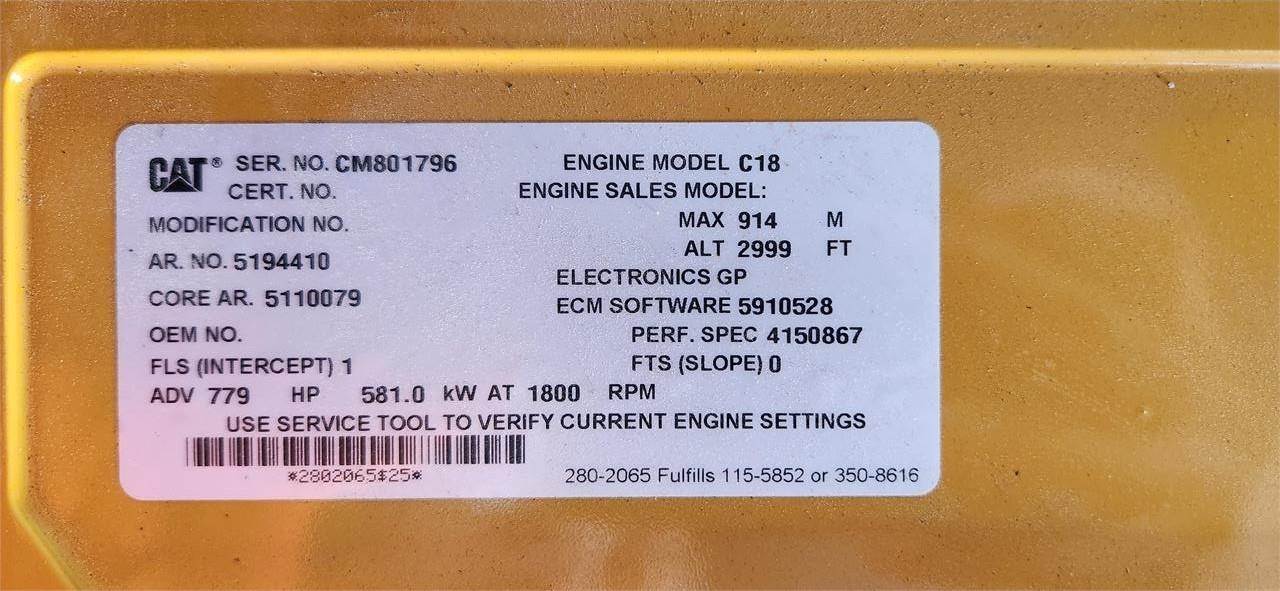 CAT® SER. NO. CM801796 ENGINE MODEL C18
CERT. NO. ENGINE SALES MODEL:
MODIFICATION NO. MAX 914 M
ALT 2999 FT
AR. NO. 5194410
ELECTRONICS GP
CORE AR. 5110079 ECM SOFTWARE 5910528
OEM NO. PERF. SPEC 4150867
FLS (INTERCEPT) 1 FTS (SLOPE) 0
ADV 779 HP 581.0 kW AT 1800 RPM
USE SERVICE TOOL TO VERIFY CURRENT ENGINE SETTINGS
*2802065$25* 280-2065 Fulfills 115-5852 or 350-8616